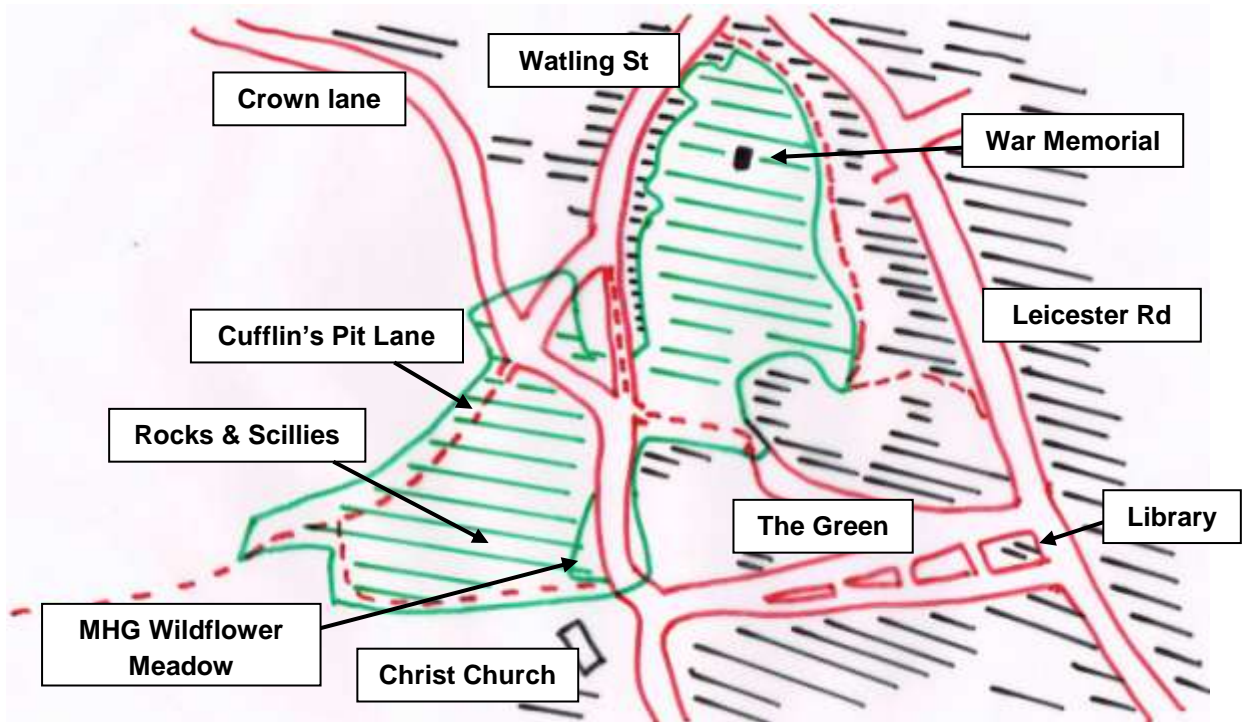 Watling St
Crown lane
War Memorial
Leicester Rd
Cufflin's Pit Lane
Rocks & Scillies
The Green
Library
MHG Wildflower
Meadow
Christ Church